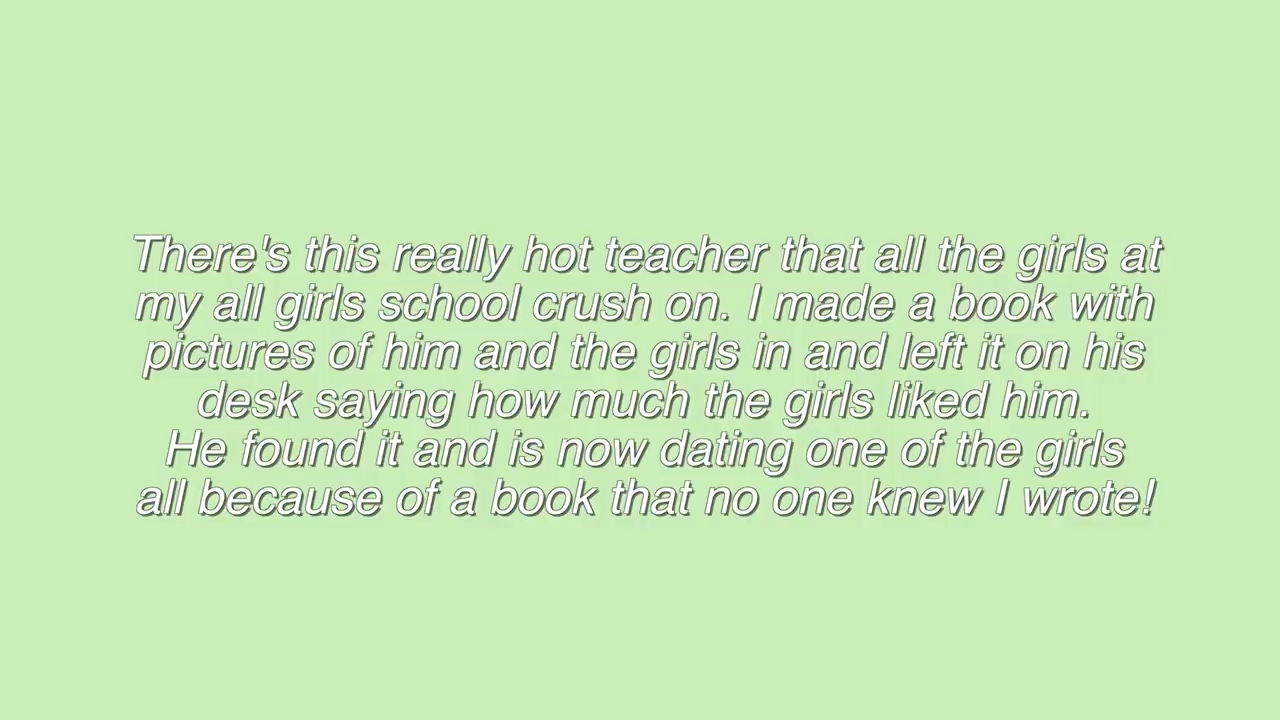 There's this really hot teacher that all the girls at
my all girls school crush on. I made a book with
pictures of him and the girls in and left it on his
desk saying how much the girls liked him.
He found it and is now dating one of the girls
all because of a book that no one knew I wrote!